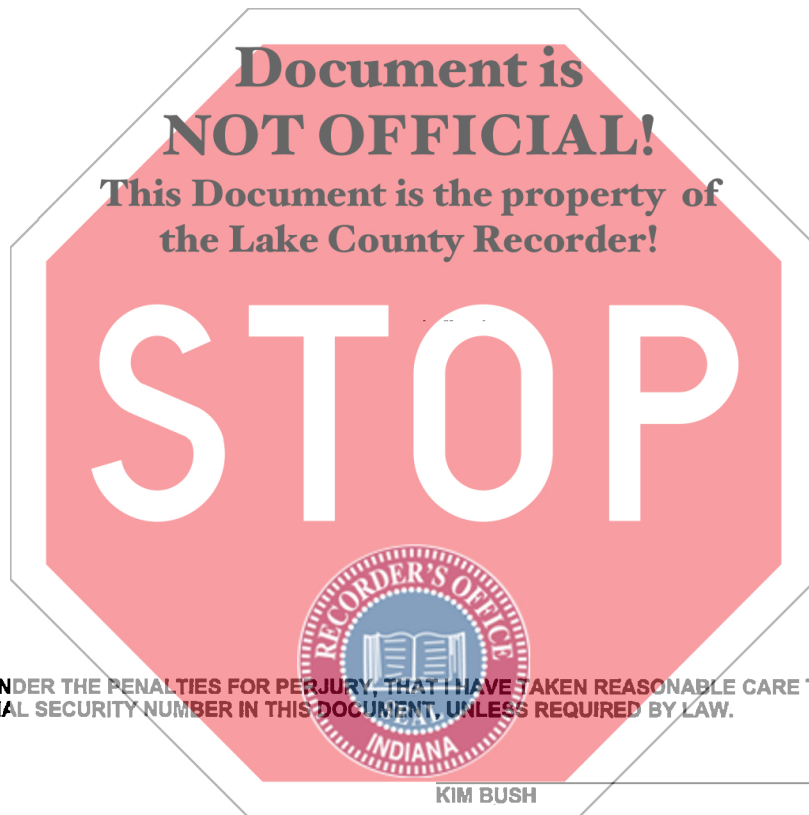 Document is
NOT OFFICIAL!
This Document is the property of
the Lake County Recorder!
STOP
RECORDER'S OFFICE
SEAL
INDIANA
NDER THE PENALTIES FOR PERJURY, THAT I HAVE TAKEN REASONABLE CARE T
AL SECURITY NUMBER IN THIS DOCUMENT, UNLESS REQUIRED BY LAW.
KIM BUSH